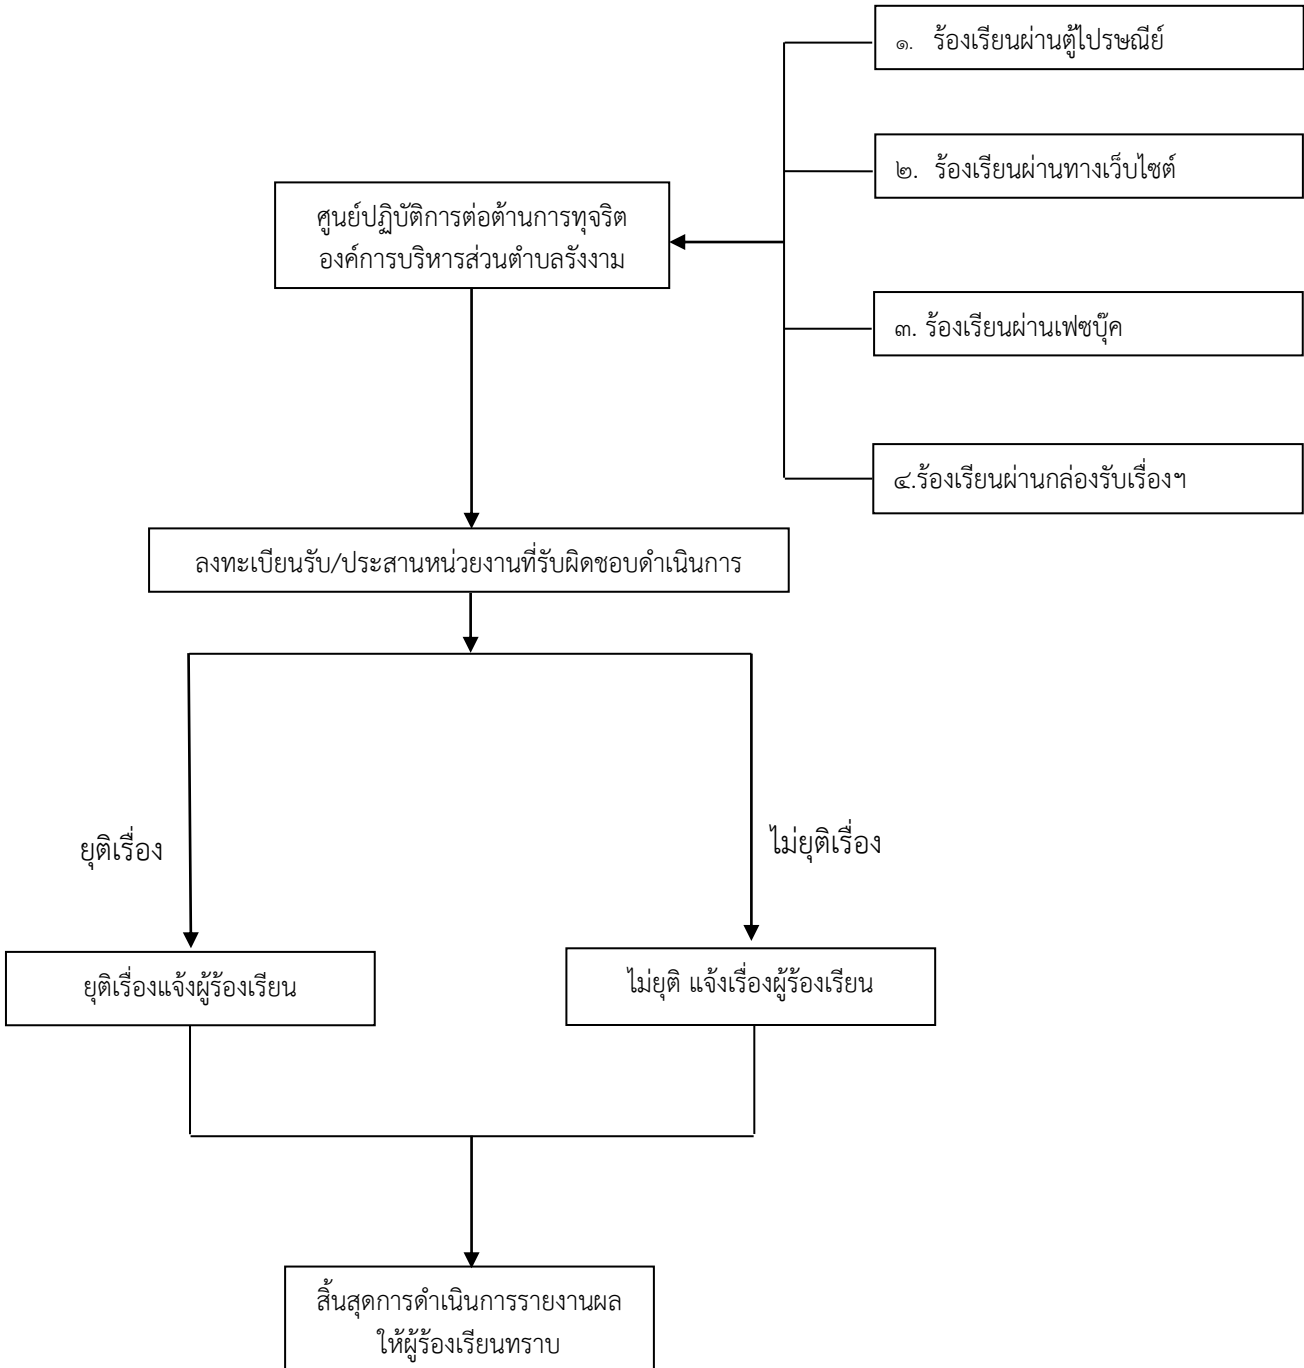 ๑. ร้องเรียนผ่านตู้ไปรษณีย์
๒. ร้องเรียนผ่านทางเว็บไซต์
ศูนย์ปฏิบัติการต่อต้านการทุจริต
องค์การบริหารส่วนตำบลรังงาม
๓. ร้องเรียนผ่านเฟซบุ๊ค
๔.ร้องเรียนผ่านกล่องรับเรื่องฯ
ลงทะเบียนรับ/ประสานหน่วยงานที่รับผิดชอบดำเนินการ
ยุติเรื่อง
ไม่ยุติเรื่อง
ยุติเรื่องแจ้งผู้ร้องเรียน
ไม่ยุติ แจ้งเรื่องผู้ร้องเรียน
สิ้นสุดการดำเนินการรายงานผล
ให้ผู้ร้องเรียนทราบ